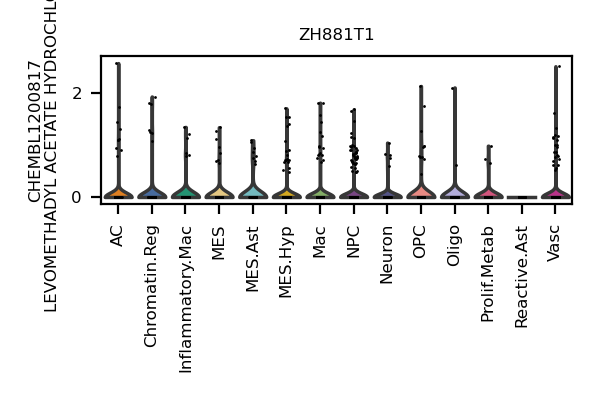 ZH881T1
CHEMBL1200817
LEVOMETHADYL ACETATE
2
0
AC
Chromatin.Reg
Inflammatory.Mac
MES
MES.Ast
MES.Hyp
Mac
NPC
Neuron
OPC
Oligo
Prolif.Metab
Reactive.Ast
Vasc